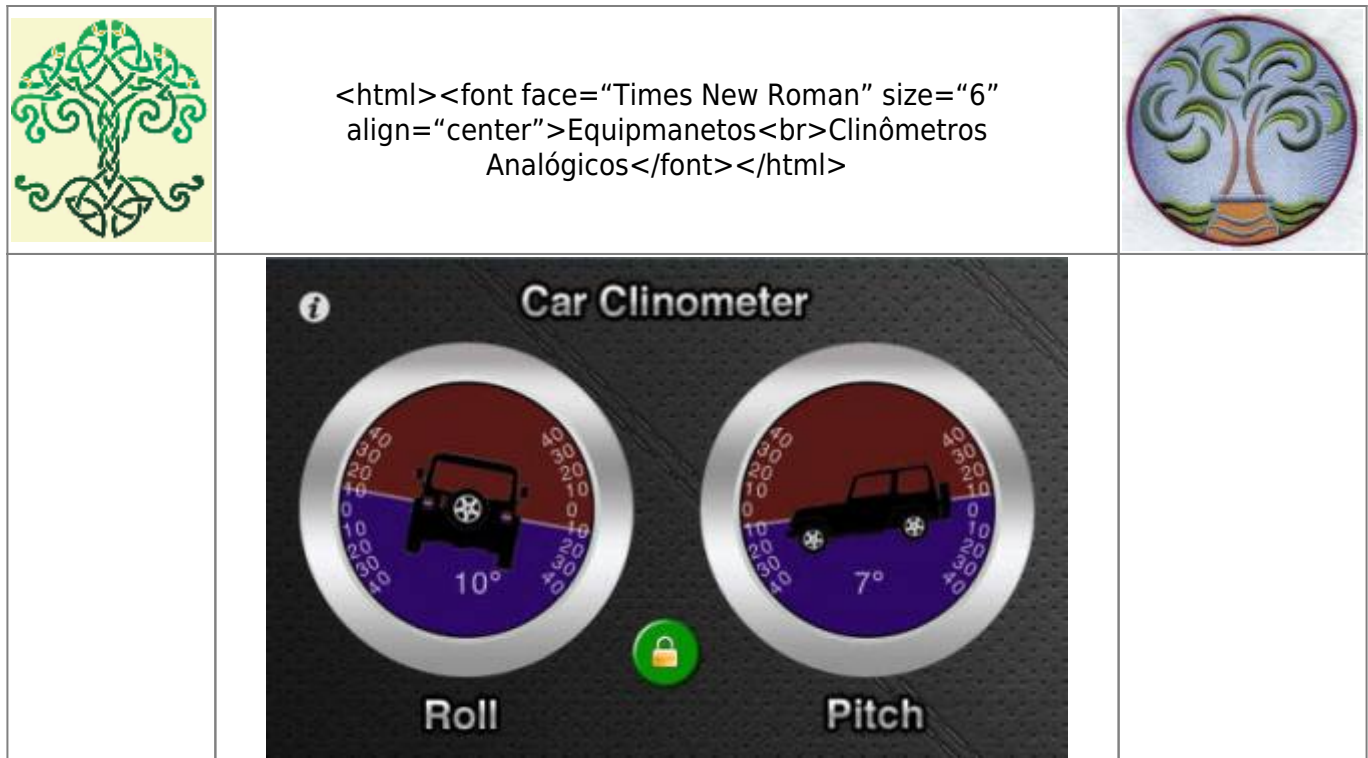 <html><font face=“Times New Roman” size=“6”
align=“center”>Equipmanetos<br>Clinômetros
Analógicos</font></html>
i
Car Clinometer
40 30 20 10 0 10 20 30 40
40 30 20 10 0 10 20 30 40
10°
40 30 20 10 0 10 20 30 40
40 30 20 10 0 10 20 30 40
7°
Roll
Pitch